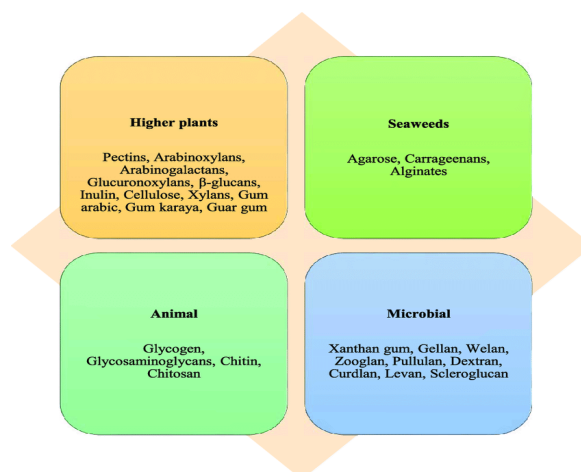 Higher plants
Pectins, Arabinoxylans,
Arabinogalactans,
Glucuronoxylans, β-glucans,
Inulin, Cellulose, Xylans, Gum
arabic, Gum karaya, Guar gum
Seaweeds
Agarose, Carrageenans,
Alginates
Animal
Glycogen,
Glycosaminoglycans, Chitin,
Chitosan
Microbial
Xanthan gum, Gellan, Welan,
Zooglan, Pullulan, Dextran,
Curdlan, Levan, Scleroglucan